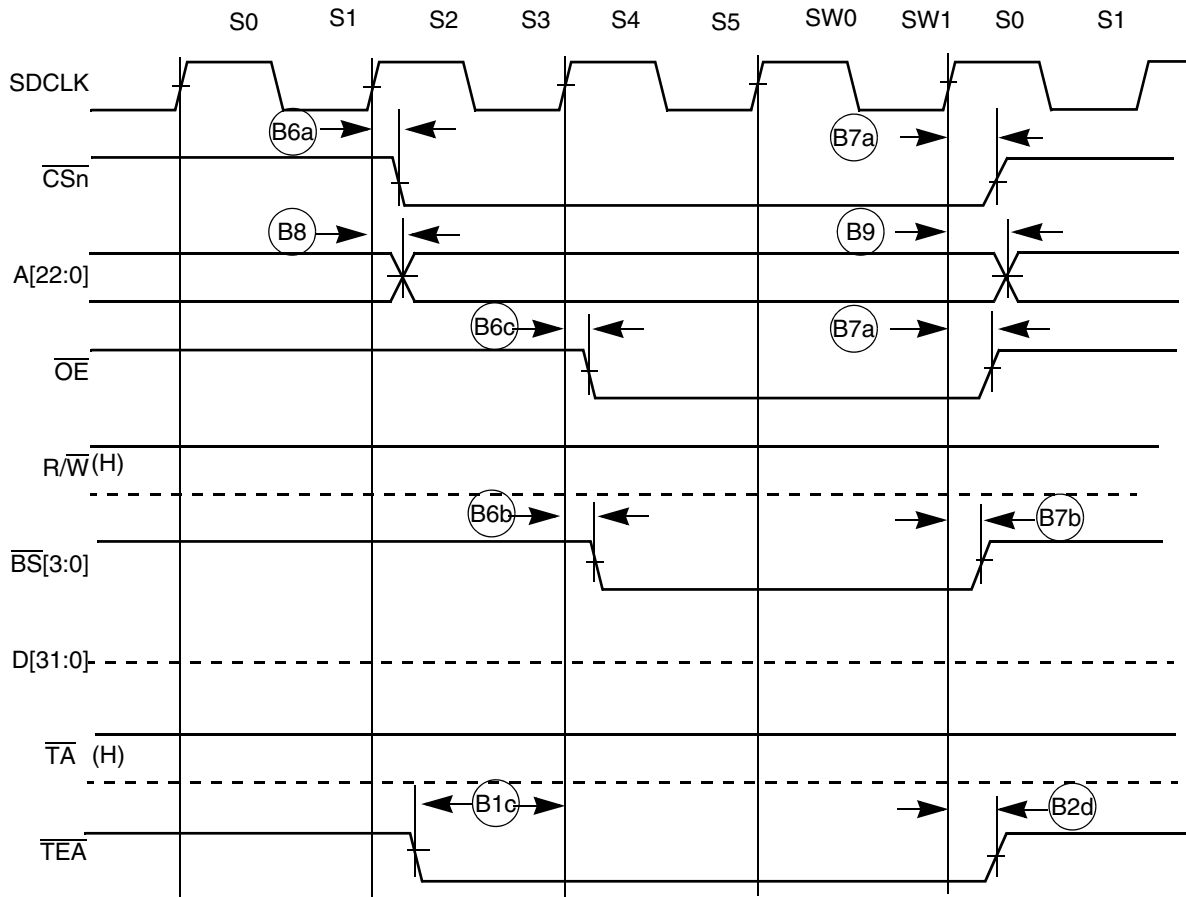 S0 S1 S2 S3 S4 S5 SW0 SW1 S0 S1
SDCLK
B6a B7a
CSn
B8 B9
A[22:0]
B6c B7a
OE
R/W (H)
B6b B7b
BS[3:0]
D[31:0]
TA (H)
B1c B2d
TEA